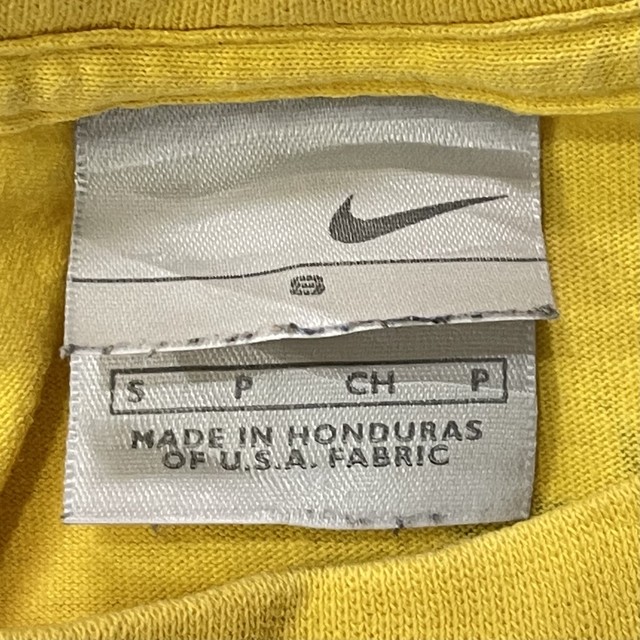 S P CH P
MADE IN HONDURAS
OF U.S.A. FABRIC